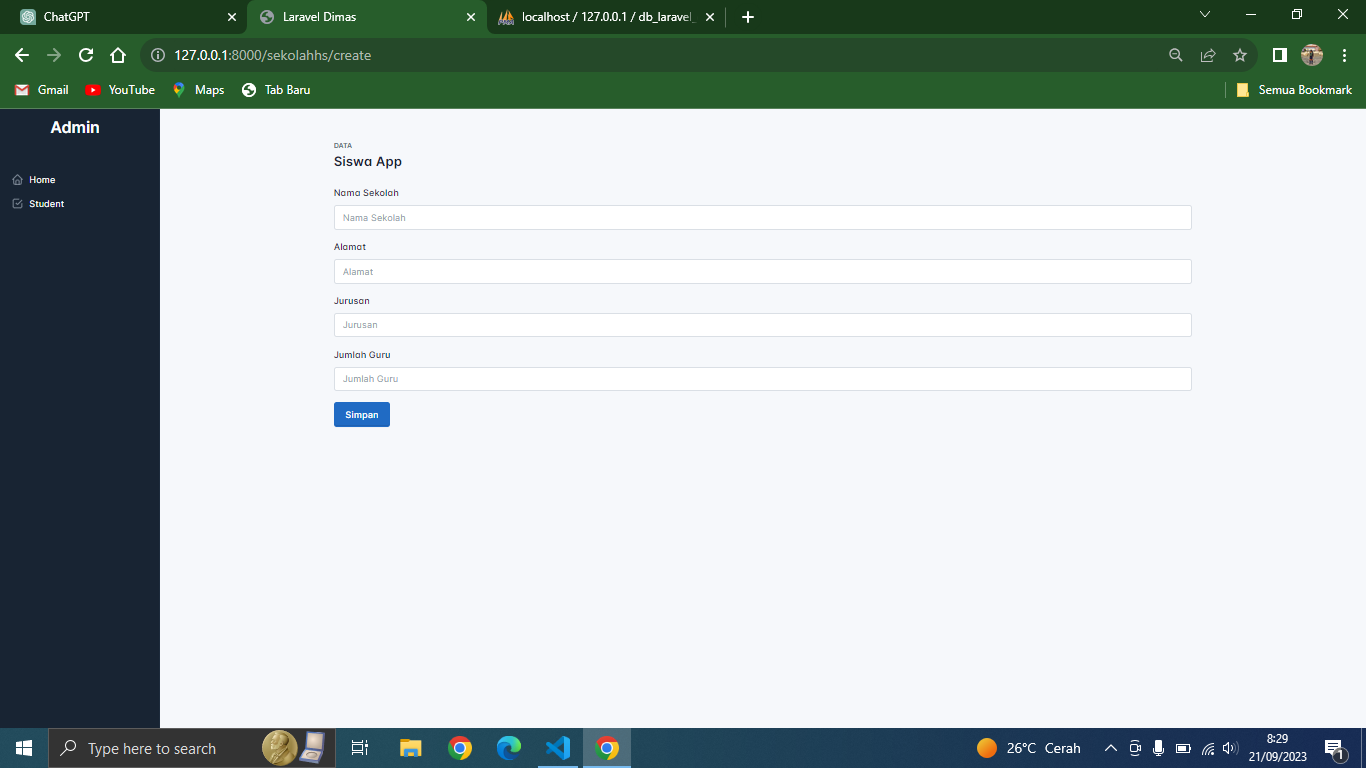 ChatGPT
Laravel Dimas
localhost / 127.0.0.1 / db_laravel_
127.0.0.1:8000/sekolahhs/create
Gmail
YouTube
Maps
Tab Baru
Semua Bookmark
Admin
Home
Student
DATA
Siswa App
Nama Sekolah
Nama Sekolah
Alamat
Alamat
Jurusan
Jurusan
Jumlah Guru
Jumlah Guru
Simpan
Type here to search
26°C Cerah
8:29
21/09/2023
1